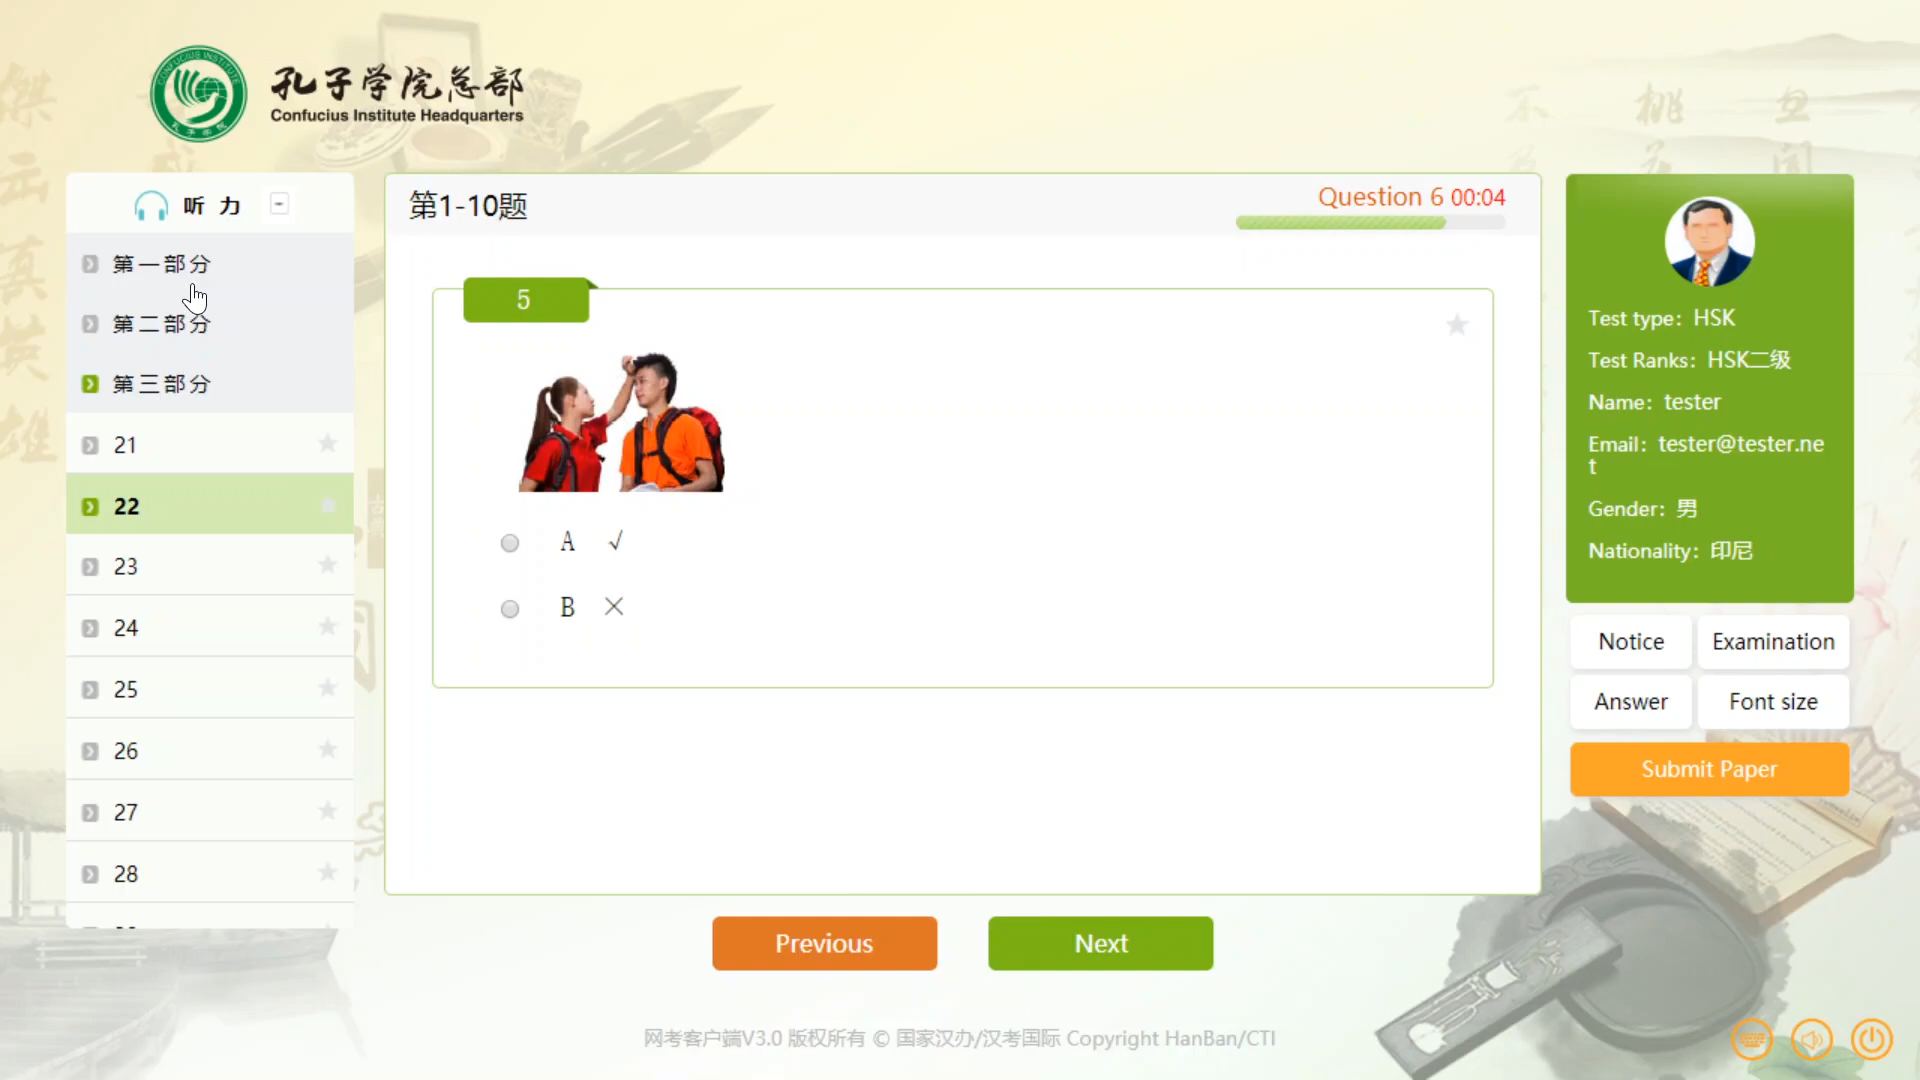 孔子学院总部
Confucius Institute Headquarters
听 力
第一部分
第二部分
第三部分
21
22
23
24
25
26
27
28
第1-10题
Question 6 00:04
5
A √
B ×
Previous
Next
Test type: HSK
Test Ranks: HSK二级
Name: tester
Email: tester@tester.ne
t
Gender: 男
Nationality: 印尼
Notice
Examination
Answer
Font size
Submit Paper
网考客户端V3.0 版权所有 © 国家汉办/汉考国际 Copyright HanBan/CTI